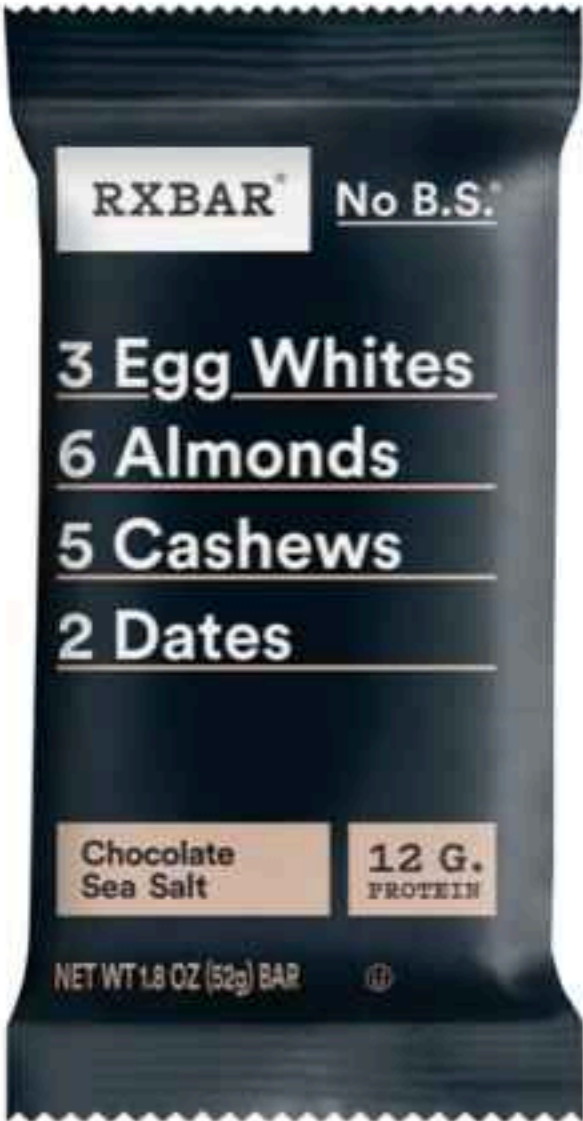 RXBAR® No B.S.®
3 Egg Whites
6 Almonds
5 Cashews
2 Dates
Chocolate
Sea Salt
12 G.
PROTEIN
NET WT 1.8 OZ (52g) BAR